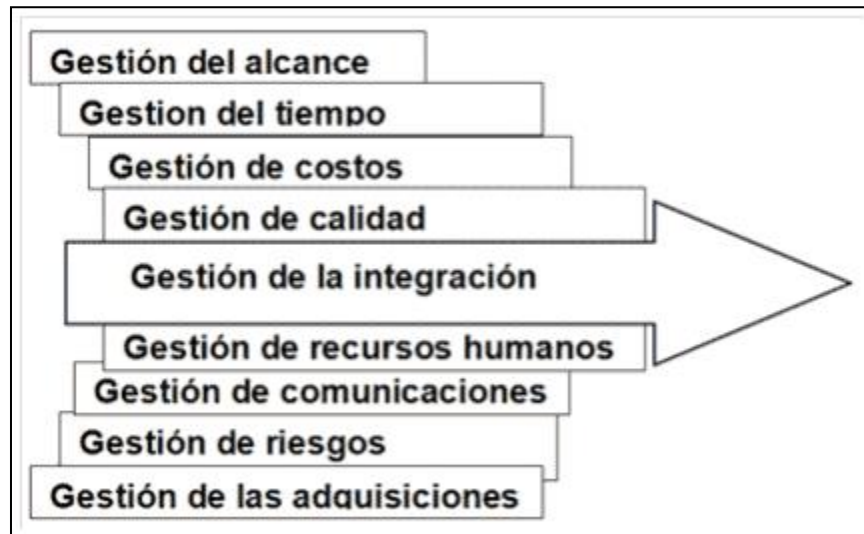 Gestión del alcance
Gestion del tiempo
Gestión de costos
Gestión de calidad
Gestión de la integración
Gestión de recursos humanos
Gestión de comunicaciones
Gestión de riesgos
Gestión de las adquisiciones